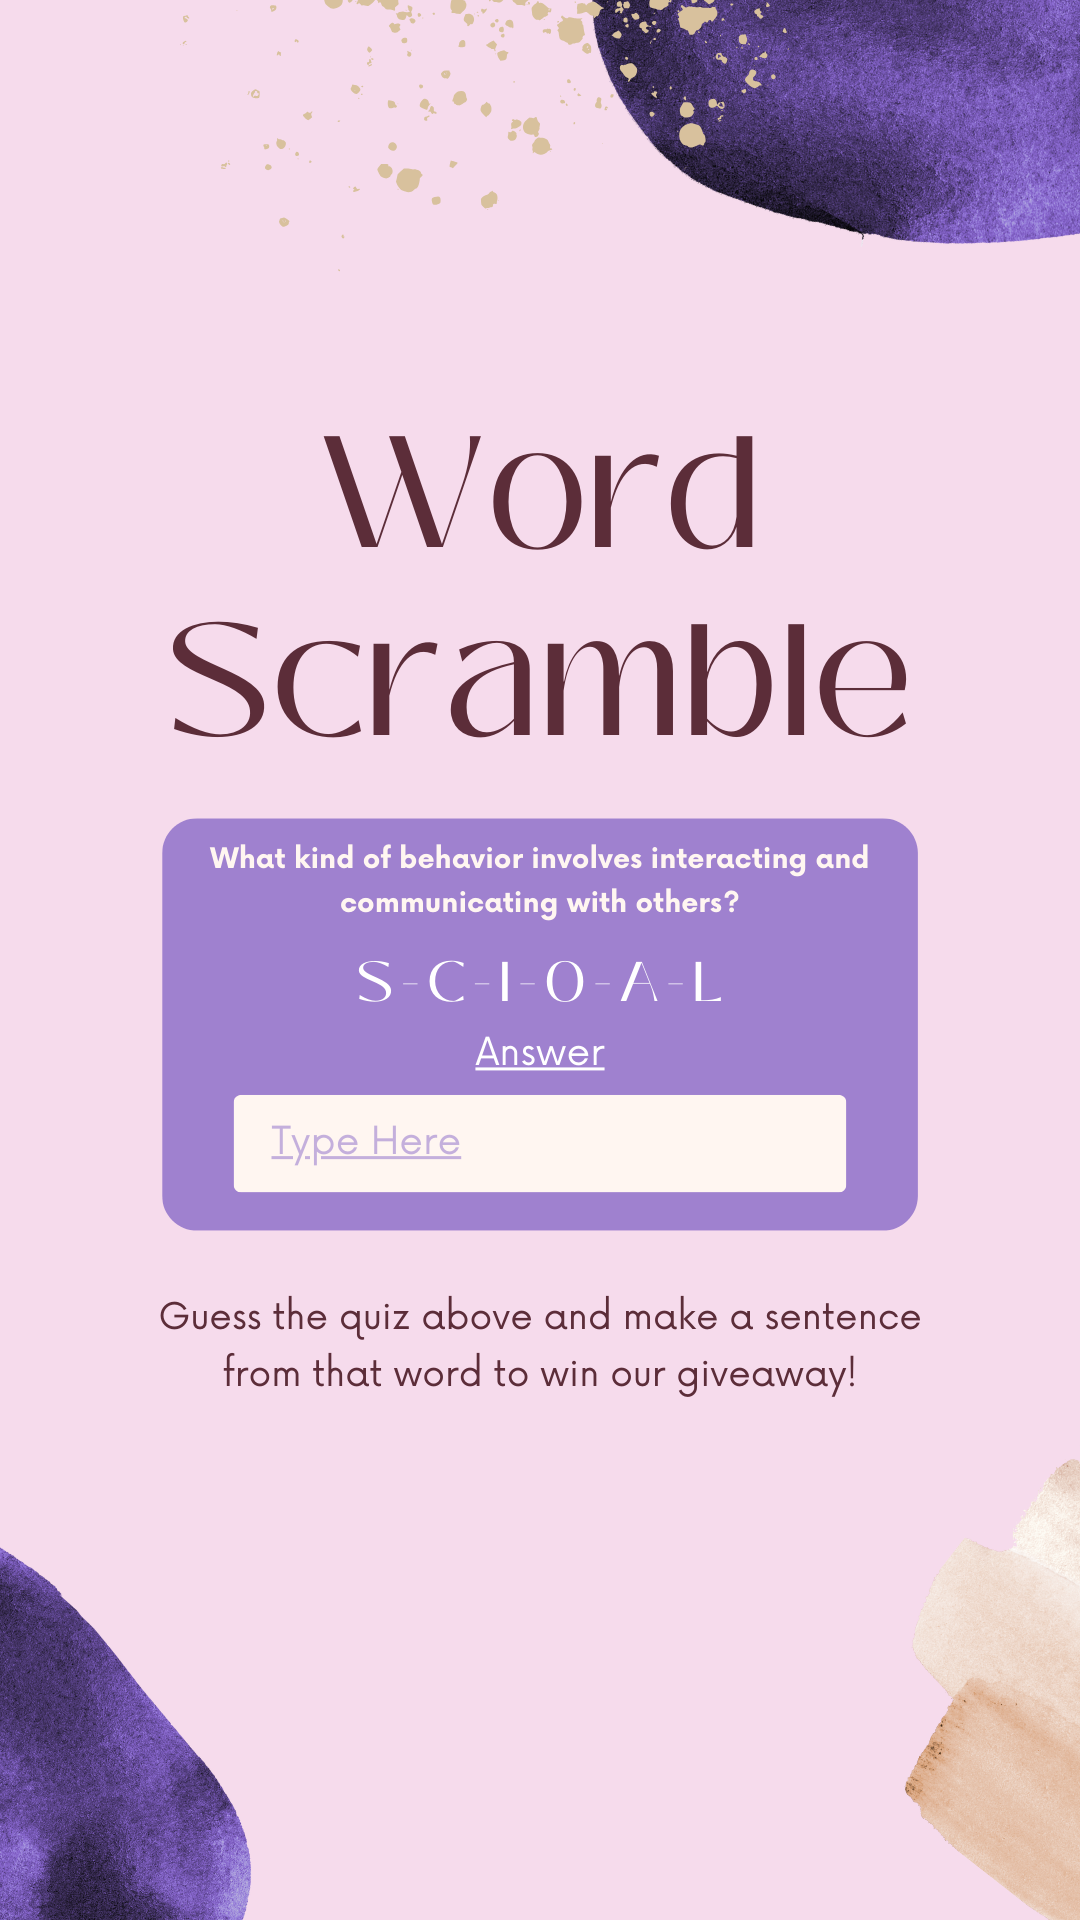 Word
Scramble
What kind of behavior involves interacting and
communicating with others?
S-C-I-O-A-L
Answer
Type Here
Guess the quiz above and make a sentence
from that word to win our giveaway!